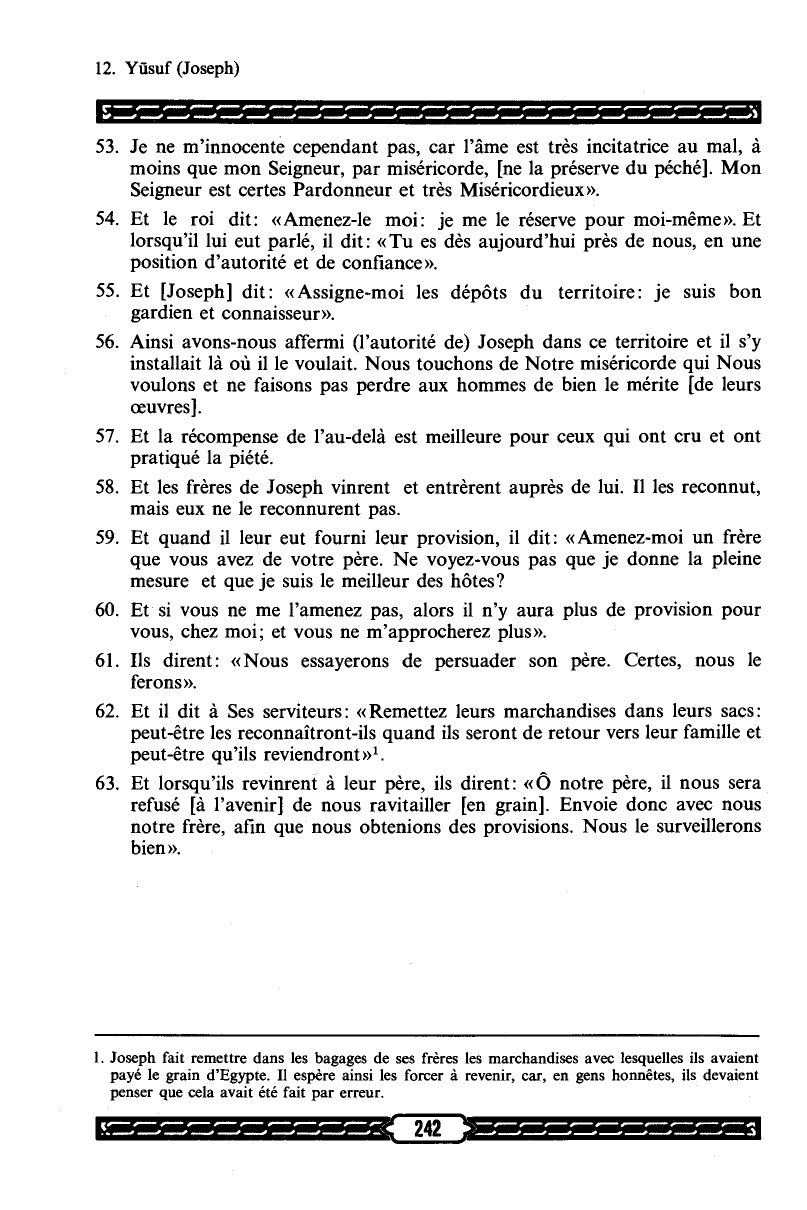 12. Yūsuf (Joseph)
53. Je ne m'innocente cependant pas, car l'âme est très incitatrice au mal, à
moins que mon Seigneur, par miséricorde, [ne la préserve du péché]. Mon
Seigneur est certes Pardonneur et très Miséricordieux».
54. Et le roi dit: «Amenez-le moi: je me le réserve pour moi-même». Et
lorsqu'il lui eut parlé, il dit: «Tu es dès aujourd'hui près de nous, en une
position d'autorité et de confiance».
55. Et [Joseph] dit: «Assigne-moi les dépôts du territoire: je suis bon
gardien et connaisseur».
56. Ainsi avons-nous affermi (l'autorité de) Joseph dans ce territoire et il s'y
installait là où il le voulait. Nous touchons de Notre miséricorde qui Nous
voulons et ne faisons pas perdre aux hommes de bien le mérite [de leurs
œuvres].
57. Et la récompense de l'au-delà est meilleure pour ceux qui ont cru et ont
pratiqué la piété.
58. Et les frères de Joseph vinrent et entrèrent auprès de lui. Il les reconnut,
mais eux ne le reconnurent pas.
59. Et quand il leur eut fourni leur provision, il dit: «Amenez-moi un frère
que vous avez de votre père. Ne voyez-vous pas que je donne la pleine
mesure et que je suis le meilleur des hôtes?
60. Et si vous ne me l'amenez pas, alors il n'y aura plus de provision pour
vous, chez moi; et vous ne m'approcherez plus».
61. Ils dirent: «Nous essayerons de persuader son père. Certes, nous le
ferons».
62. Et il dit à Ses serviteurs: «Remettez leurs marchandises dans leurs sacs:
peut-être les reconnaîtront-ils quand ils seront de retour vers leur famille et
peut-être qu'ils reviendront»¹.
63. Et lorsqu'ils revinrent à leur père, ils dirent: «Ô notre père, il nous sera
refusé [à l'avenir] de nous ravitailler [en grain]. Envoie donc avec nous
notre frère, afin que nous obtenions des provisions. Nous le surveillerons
bien».
1. Joseph fait remettre dans les bagages de ses frères les marchandises avec lesquelles ils avaient
payé le grain d'Egypte. Il espère ainsi les forcer à revenir, car, en gens honnêtes, ils devaient
penser que cela avait été fait par erreur.
242